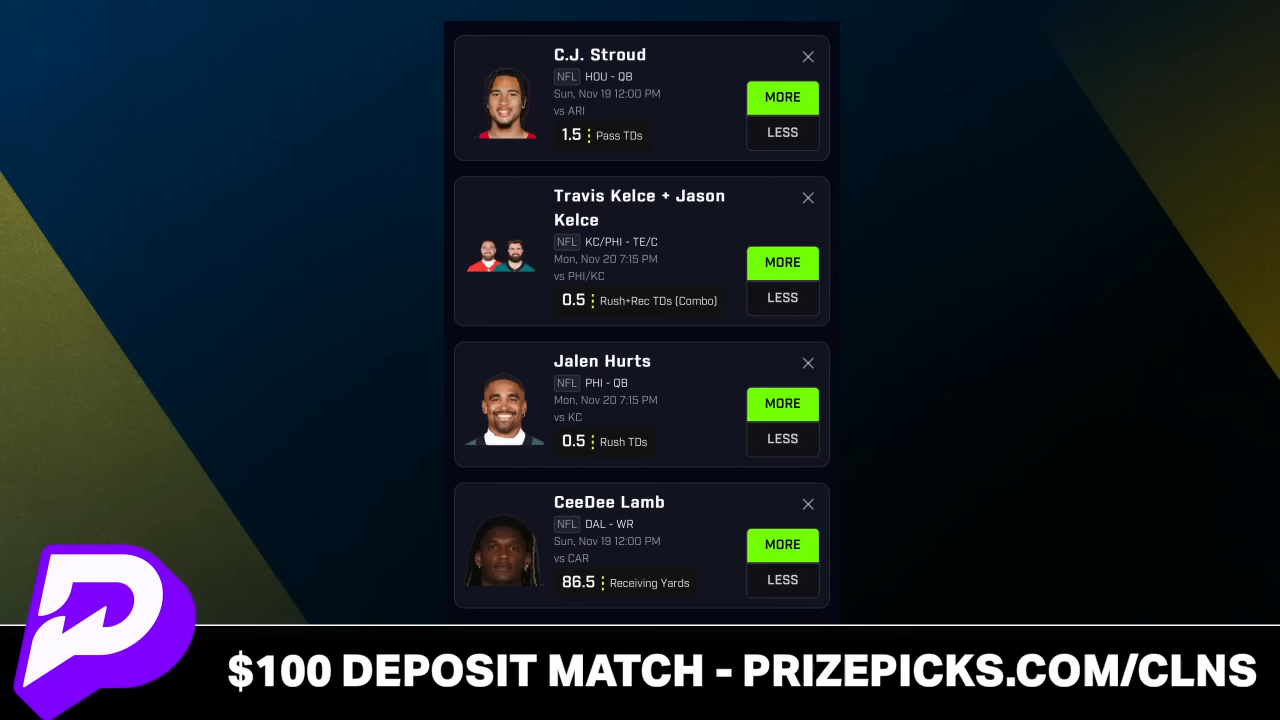 C.J. Stroud
NFL HOU - QB
Sun, Nov 19 12:00 PM
vs ARI
1.5 Pass TDs
MORE
LESS
Travis Kelce + Jason
Kelce
NFL KC/PHI - TE/C
Mon, Nov 20 7:15 PM
vs PHI/KC
0.5 Rush+Rec TDs (Combo)
MORE
LESS
Jalen Hurts
NFL PHI - QB
Mon, Nov 20 7:15 PM
vs KC
0.5 Rush TDs
MORE
LESS
CeeDee Lamb
NFL DAL - WR
Sun, Nov 19 12:00 PM
vs CAR
86.5 Receiving Yards
MORE
LESS
$100 DEPOSIT MATCH - PRIZEPICKS.COM/CLNS